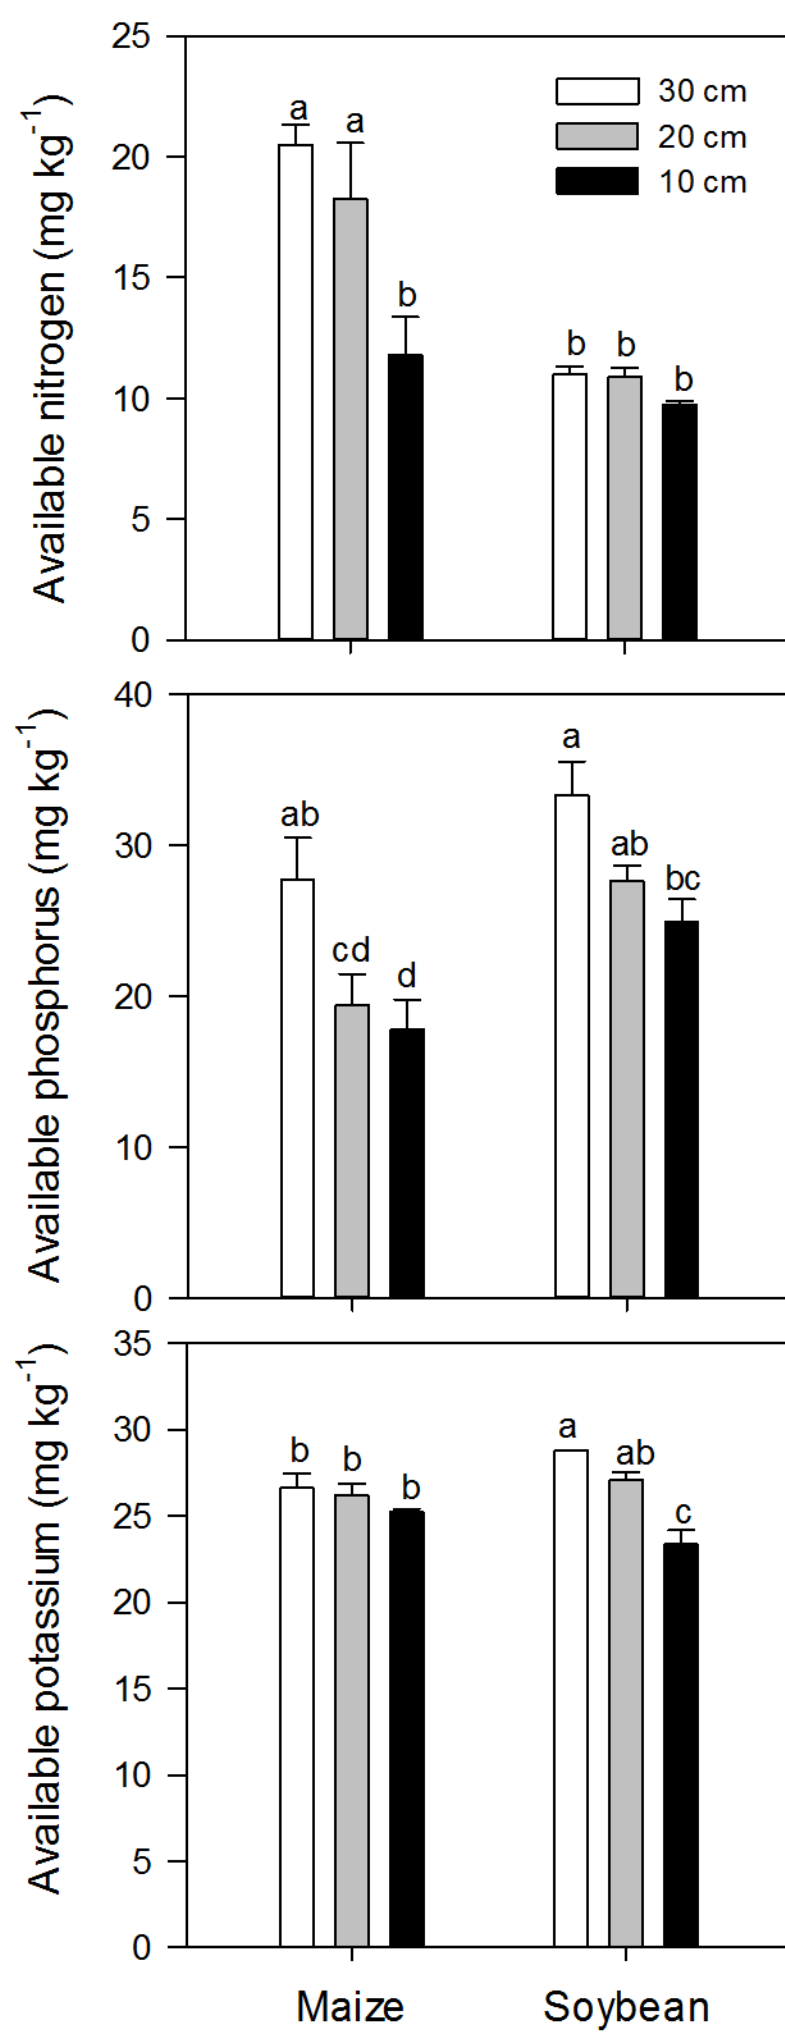 Available nitrogen (mg kg⁻¹)
25
20
15
10
5
0
30 cm
20 cm
10 cm
a
a
b
b
b
b
Available phosphorus (mg kg⁻¹)
40
30
20
10
0
ab
cd
d
a
ab
bc
Available potassium (mg kg⁻¹)
35
30
25
20
15
10
5
0
b
b
b
a
ab
c
Maize
Soybean